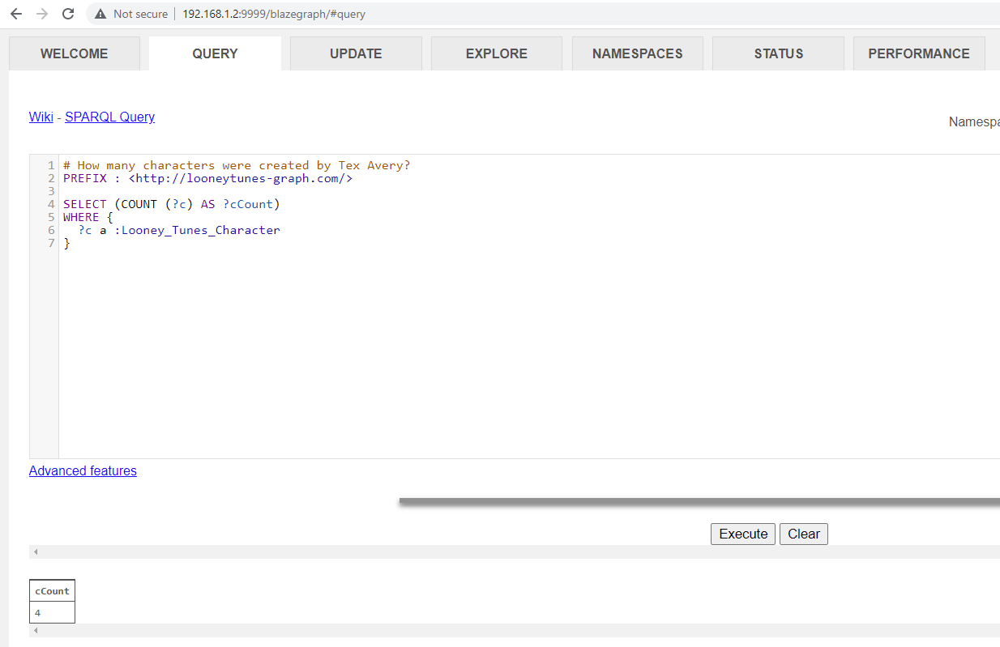 Not secure 192.168.1.2:9999/blazegraph/#query
WELCOME QUERY UPDATE EXPLORE NAMESPACES STATUS PERFORMANCE
Wiki - SPARQL Query
Namespa
1 # How many characters were created by Tex Avery?
2 PREFIX : <http://looneytunes-graph.com/>
3
4 SELECT (COUNT (?c) AS ?cCount)
5 WHERE {
6 ?c a :Looney_Tunes_Character
7 }
Advanced features
Execute Clear
cCount
4